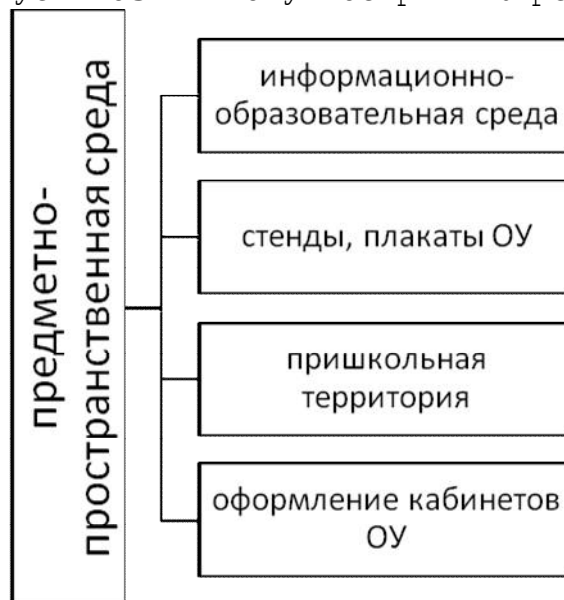 предметно-
пространственная среда
информационно-
образовательная среда
стенды, плакаты ОУ
пришкольная
территория
оформление кабинетов
ОУ